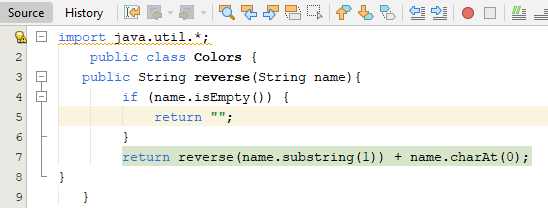 Source History
import java.util.*;
2 public class Colors {
3 public String reverse(String name){
4 if (name.isEmpty()) {
5 return "";
6 }
7 return reverse(name.substring(1)) + name.charAt(0);
8 }
9 }